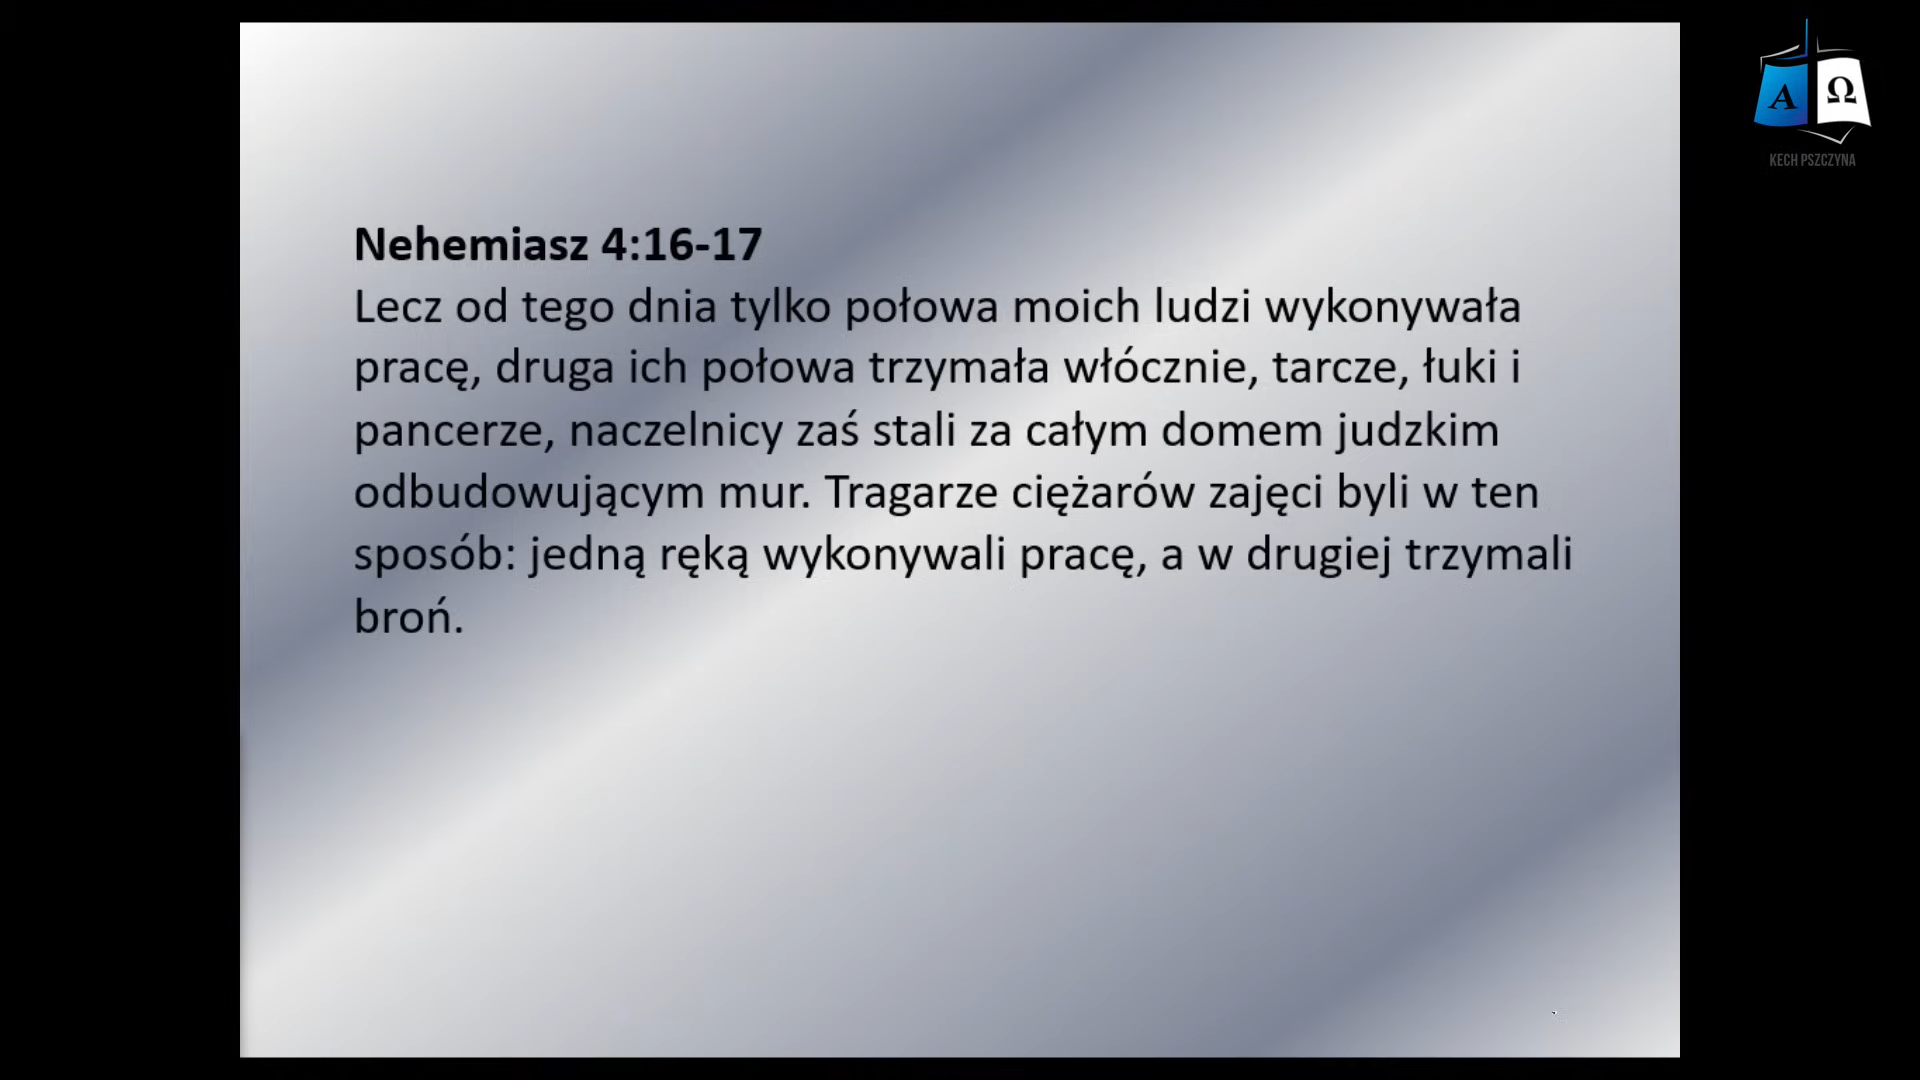 Nehemiasz 4:16-17
Lecz od tego dnia tylko połowa moich ludzi wykonywała
pracę, druga ich połowa trzymała włócznie, tarcze, łuki i
pancerze, naczelnicy zaś stali za całym domem judzkim
odbudowującym mur. Tragarze ciężarów zajęci byli w ten
sposób: jedną ręką wykonywali pracę, a w drugiej trzymali
broń.
A Ω
KECH PSZCZYNA